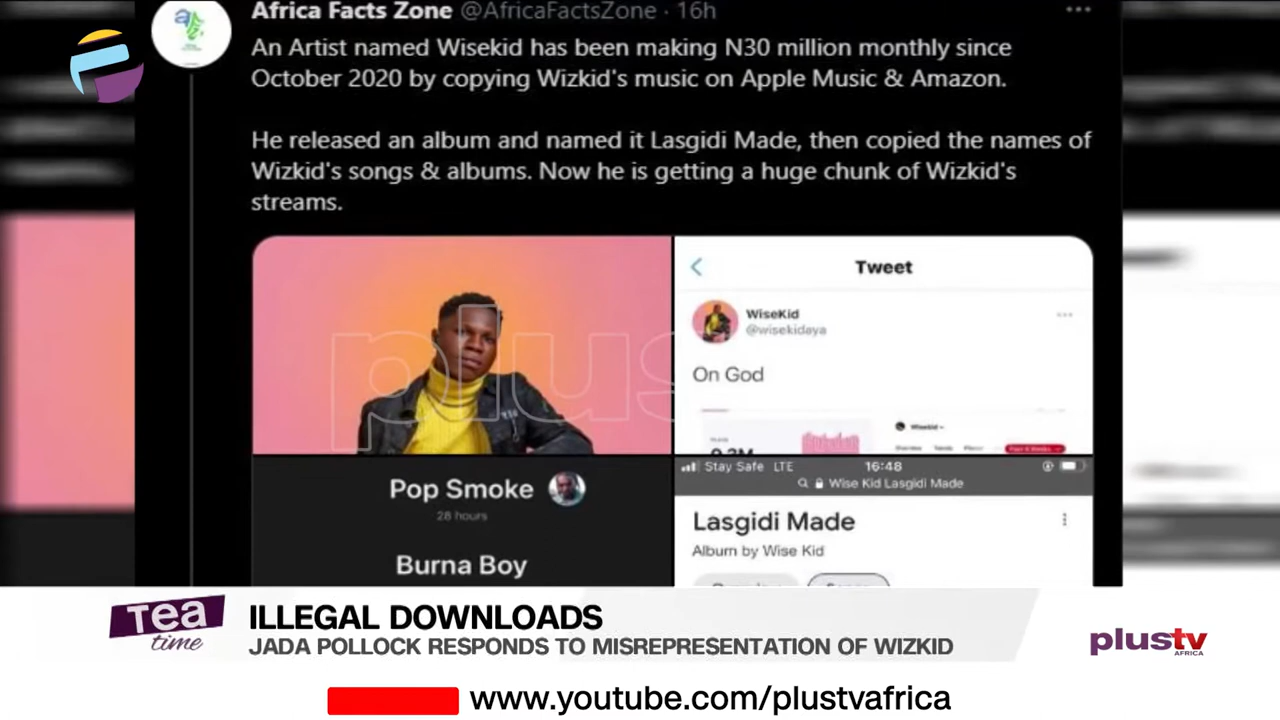 Africa Facts Zone @AfricaFactsZone · 16h
An Artist named Wisekid has been making N30 million monthly since
October 2020 by copying Wizkid's music on Apple Music & Amazon.
He released an album and named it Lasgidi Made, then copied the names of
Wizkid's songs & albums. Now he is getting a huge chunk of Wizkid's
streams.
plus
Tweet
WiseKid
@wisekidaya
On God
Pop Smoke
28 hours
Burna Boy
Stay Safe LTE 16:48
Wise Kid Lasgidi Made
Lasgidi Made
Album by Wise Kid
Tea
time
ILLEGAL DOWNLOADS
JADA POLLOCK RESPONDS TO MISREPRESENTATION OF WIZKID
plustv
AFRICA
www.youtube.com/plustvafrica